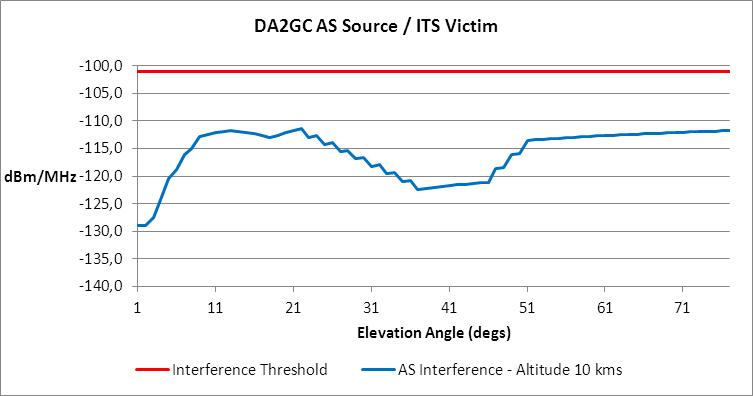 DA2GC AS Source / ITS Victim
-100,0
-105,0
-110,0
-115,0
dBm/MHz
-120,0
-125,0
-130,0
-135,0
-140,0
1 11 21 31 41 51 61 71
Elevation Angle (degs)
Interference Threshold AS Interference - Altitude 10 kms